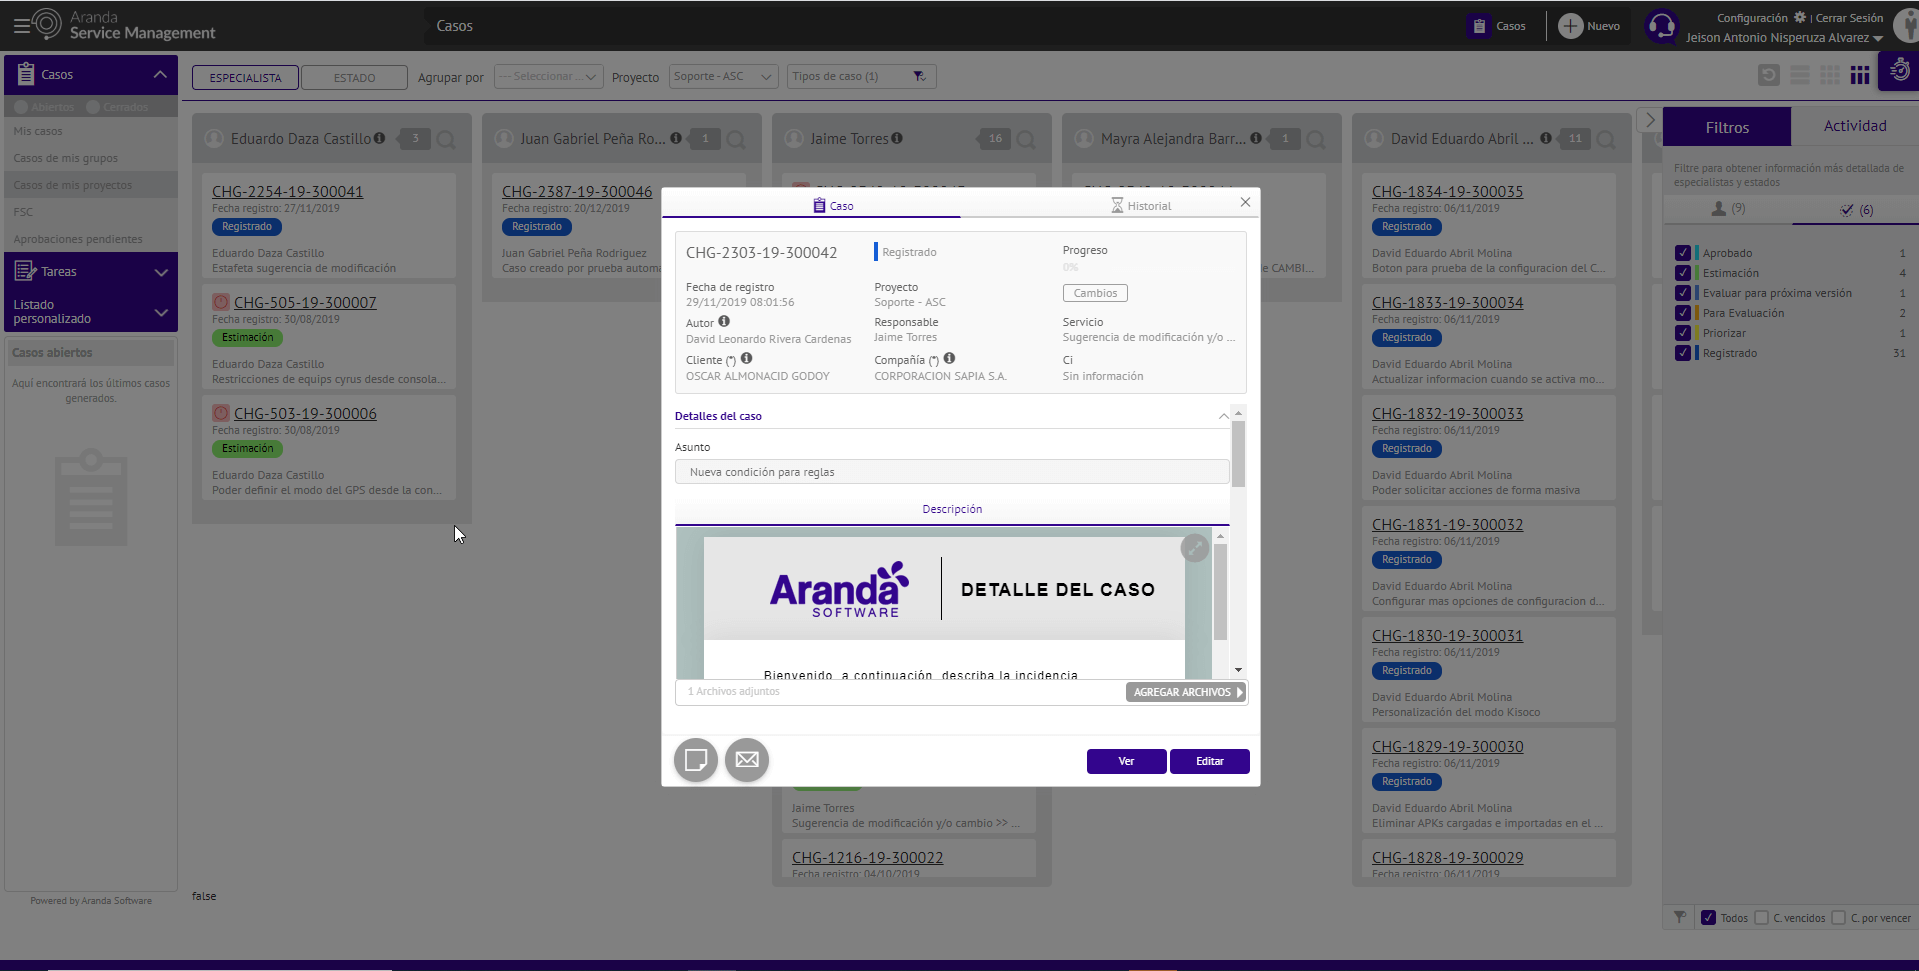 Aranda
Service Management
Casos
Casos
Nuevo
Configuración | Cerrar Sesión
Jeison Antonio Nisperuza Alvarez
Casos
Abiertos Cerrados
Mis casos
Casos de mis grupos
Casos de mis proyectos
FSC
Aprobaciones pendientes
Tareas
Listado
personalizado
Casos abiertos
Aquí encontrará los últimos casos
generados.
Powered by Aranda Software
ESPECIALISTA
ESTADO
Agrupar por
--- Seleccionar ...
Proyecto
Soporte - ASC
Tipos de caso (1)
Eduardo Daza Castillo 3
CHG-2254-19-300041
Fecha registro: 27/11/2019
Registrado
Eduardo Daza Castillo
Estafeta sugerencia de modificación
CHG-505-19-300007
Fecha registro: 30/08/2019
Estimación
Eduardo Daza Castillo
Restricciones de equips cyrus desde consola...
CHG-503-19-300006
Fecha registro: 30/08/2019
Estimación
Eduardo Daza Castillo
Poder definir el modo del GPS desde la con...
false
Juan Gabriel Peña Ro... 1
CHG-2387-19-300046
Fecha registro: 20/12/2019
Registrado
Juan Gabriel Peña Rodriguez
Caso creado por prueba automa
Jaime Torres 16
Jaime Torres
Sugerencia de modificación y/o cambio >> ...
CHG-1216-19-300022
Fecha registro: 04/10/2019
Mayra Alejandra Barr... 1
e CAMBI...
David Eduardo Abril ... 11
CHG-1834-19-300035
Fecha registro: 06/11/2019
Registrado
David Eduardo Abril Molina
Boton para prueba de la configuracion del C...
CHG-1833-19-300034
Fecha registro: 06/11/2019
Registrado
David Eduardo Abril Molina
Actualizar informacion cuando se activa mo...
CHG-1832-19-300033
Fecha registro: 06/11/2019
Registrado
David Eduardo Abril Molina
Poder solicitar acciones de forma masiva
CHG-1831-19-300032
Fecha registro: 06/11/2019
Registrado
David Eduardo Abril Molina
Configurar mas opciones de configuracion d...
CHG-1830-19-300031
Fecha registro: 06/11/2019
Registrado
David Eduardo Abril Molina
Personalización del modo Kisoco
CHG-1829-19-300030
Fecha registro: 06/11/2019
Registrado
David Eduardo Abril Molina
Eliminar APKs cargadas e importadas en el ...
CHG-1828-19-300029
Fecha registro: 06/11/2019
Caso
Historial
CHG-2303-19-300042
Registrado
Progreso
0%
Fecha de registro
29/11/2019 08:01:56
Proyecto
Soporte - ASC
Cambios
Autor
David Leonardo Rivera Cardenas
Responsable
Jaime Torres
Servicio
Sugerencia de modificación y/o ...
Cliente (*)
OSCAR ALMONACID GODOY
Compañía (*)
CORPORACION SAPIA S.A.
Ci
Sin información
Detalles del caso
Asunto
Nueva condición para reglas
Descripción
Aranda
SOFTWARE
DETALLE DEL CASO
Bienvenido, a continuación, describa la incidencia
1 Archivos adjuntos
AGREGAR ARCHIVOS
Ver
Editar
Filtros
Actividad
Filtre para obtener información más detallada de
especialistas y estados
(9)
(6)
Aprobado 1
Estimación 4
Evaluar para próxima versión 1
Para Evaluación 2
Priorizar 1
Registrado 31
Todos C. vencidos C. por vencer